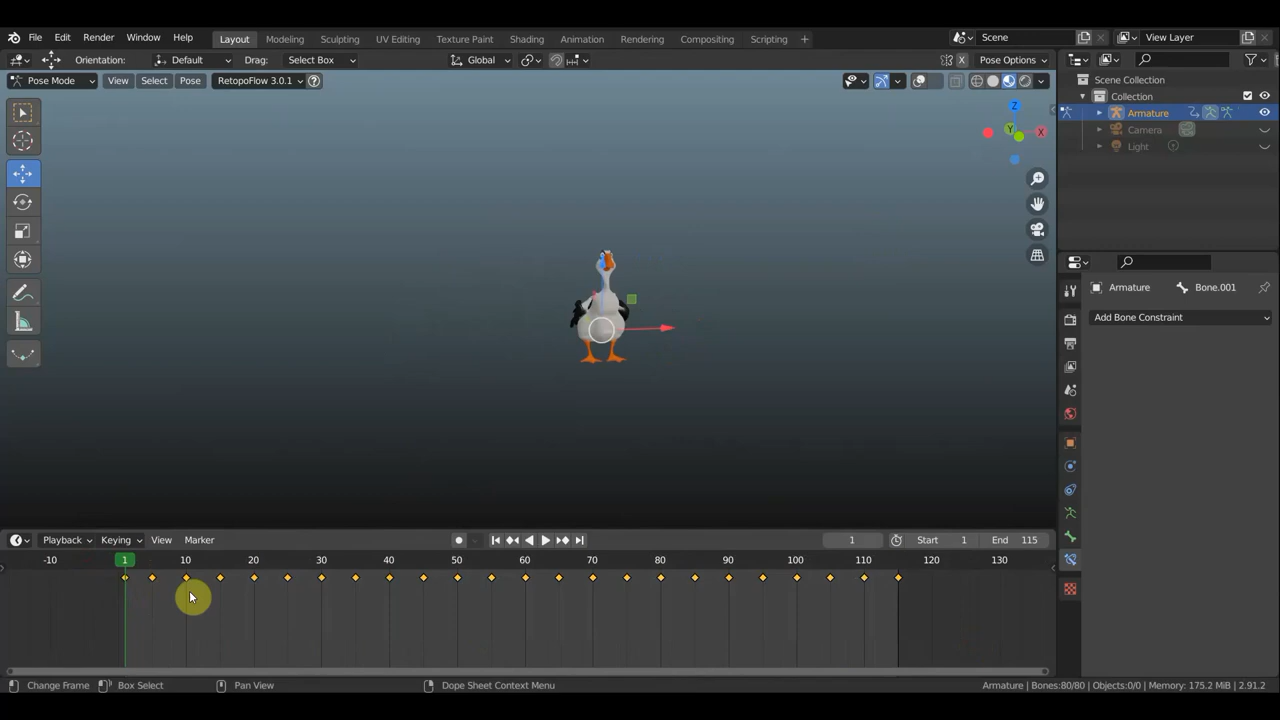 File Edit Render Window Help Layout Modeling Sculpting UV Editing Texture Paint Shading Animation Rendering Compositing Scripting + Scene View Layer
Orientation: Default Drag: Select Box Global X Pose Options
Pose Mode View Select Pose RetopoFlow 3.0.1 ?
Scene Collection
Collection
Armature
Camera
Light
Z
Y
X
Armature Bone.001
Add Bone Constraint
Playback Keying View Marker 1 Start 1 End 115
-10 1 10 20 30 40 50 60 70 80 90 100 110 120 130
Change Frame Box Select Pan View Dope Sheet Context Menu Armature | Bones:80/80 | Objects:0/0 | Memory: 175.2 MiB | 2.91.2